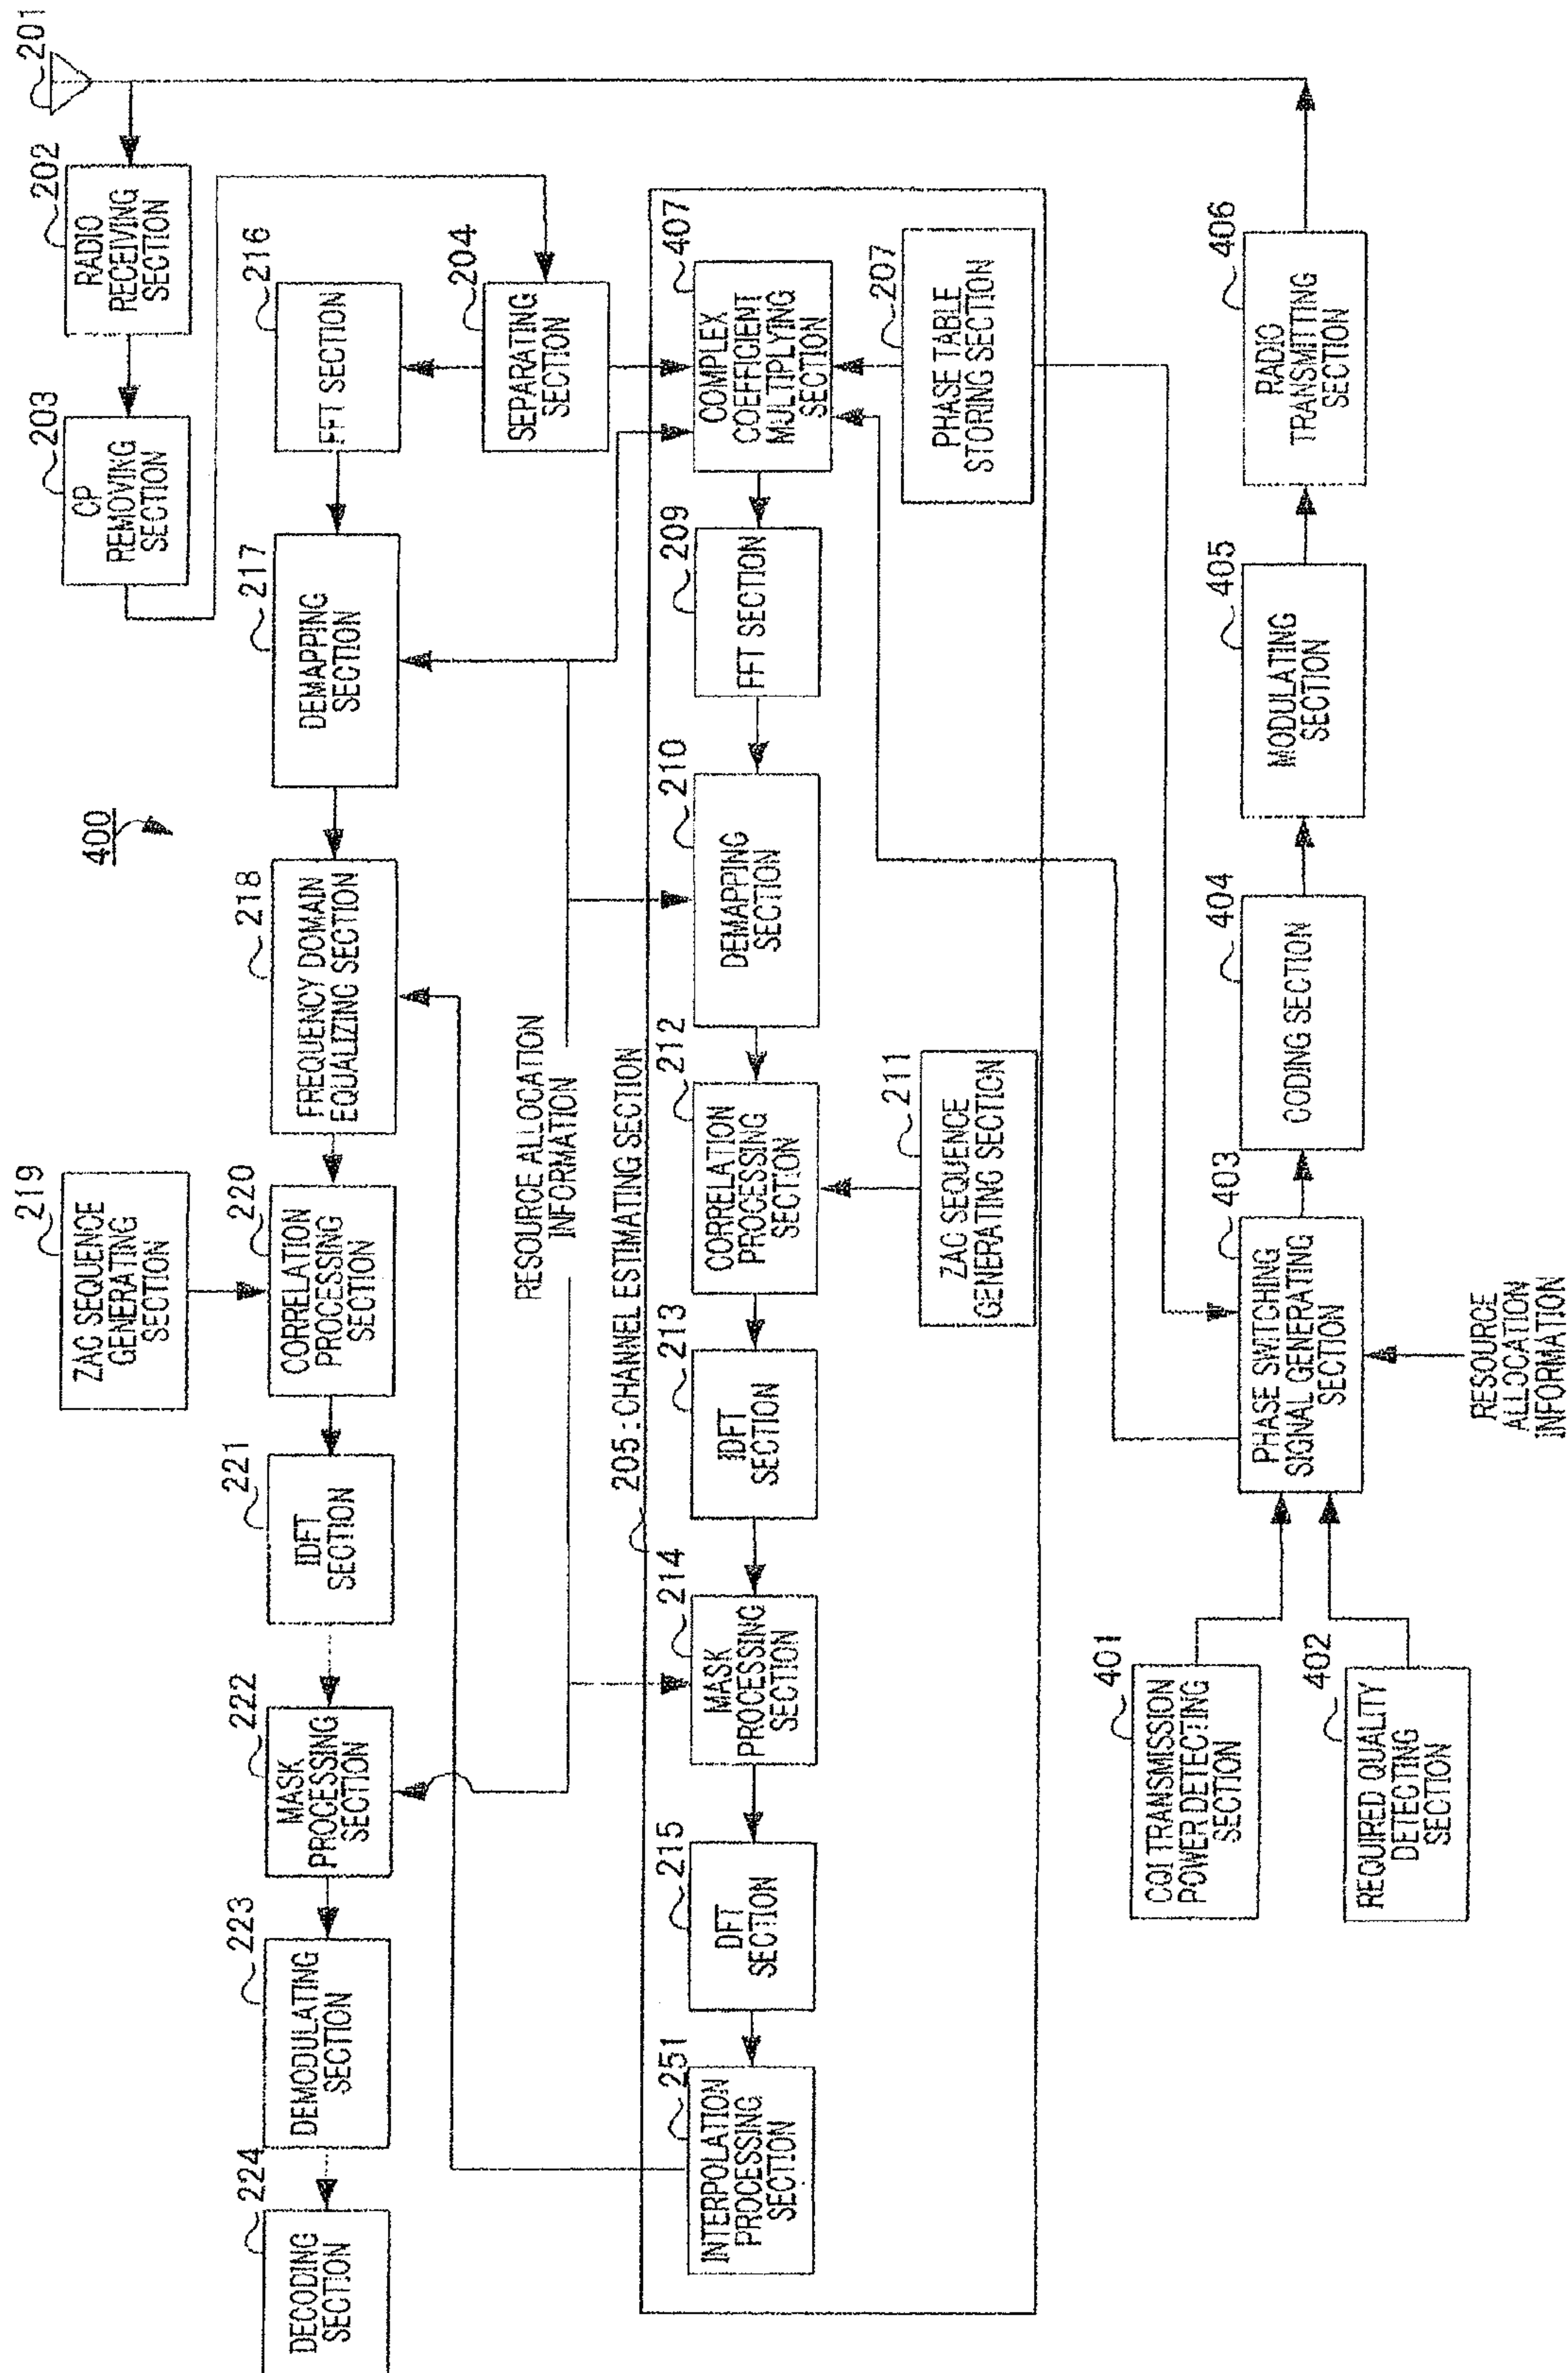 400
201
202
RADIO
RECEIVING
SECTION
203
CP
REMOVING
SECTION
216
FFT SECTION
204
SEPARATING
SECTION
217
DEMAPPING
SECTION
218
FREQUENCY DOMAIN
EQUALIZING SECTION
219
ZAC SEQUENCE
GENERATING
SECTION
220
CORRELATION
PROCESSING
SECTION
221
IDFT
SECTION
222
MASK
PROCESSING
SECTION
223
DEMODULATING
SECTION
224
DECODING
SECTION
RESOURCE ALLOCATION
INFORMATION
205 : CHANNEL ESTIMATING SECTION
407
COMPLEX
COEFFICIENT
MULTIPLYING
SECTION
207
PHASE TABLE
STORING SECTION
209
FFT SECTION
210
DEMAPPING
SECTION
212
CORRELATION
PROCESSING
SECTION
211
ZAC SEQUENCE
GENERATING SECTION
213
IDFT
SECTION
214
MASK
PROCESSING
SECTION
215
DFT
SECTION
251
INTERPOLATION
PROCESSING
SECTION
401
CQI TRANSMISSION
POWER DETECTING
SECTION
402
REQUIRED QUALITY
DETECTING
SECTION
403
PHASE SWITCHING
SIGNAL GENERATING
SECTION
RESOURCE
ALLOCATION
INFORMATION
404
CODING SECTION
405
MODULATING
SECTION
406
RADIO
TRANSMITTING
SECTION